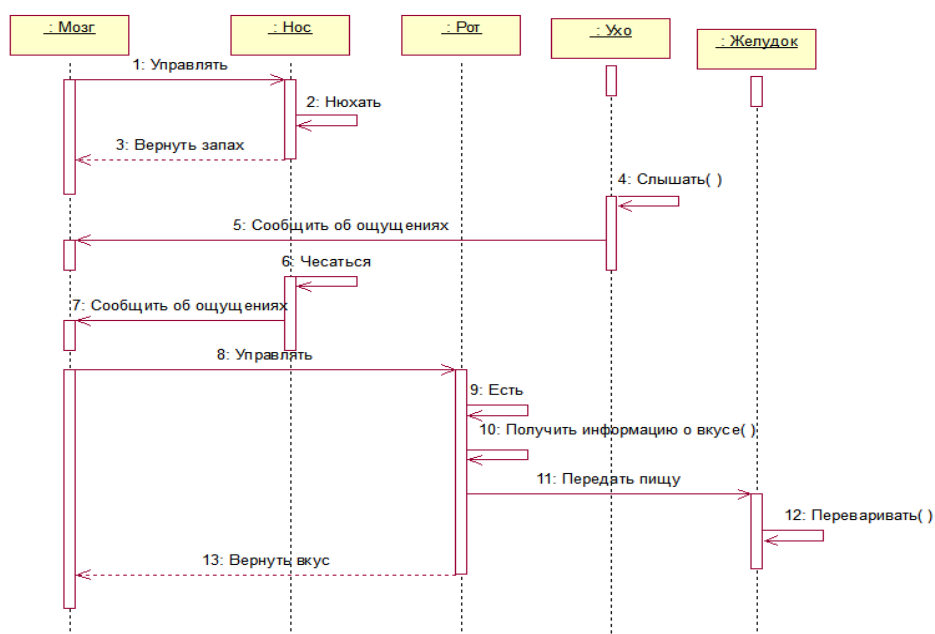 : Мозг
: Нос
: Рот
: Ухо
: Желудок
1: Управлять
2: Нюхать
3: Вернуть запах
4: Слышать( )
5: Сообщить об ощущениях
6: Чесаться
7: Сообщить об ощущениях
8: Управлять
9: Есть
10: Получить информацию о вкусе( )
11: Передать пищу
12: Переваривать( )
13: Вернуть вкус